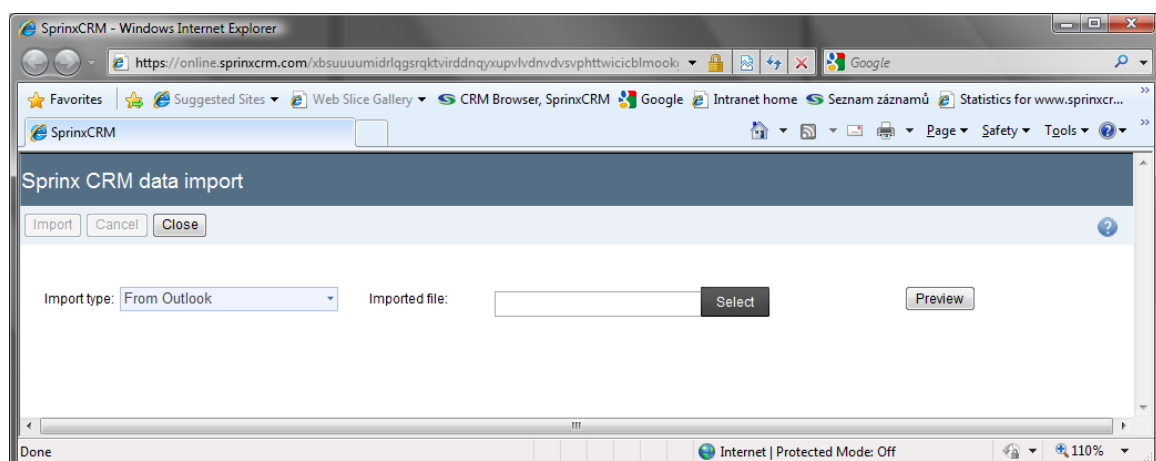 SprinxCRM - Windows Internet Explorer
https://online.sprinxcrm.com/xbsuuuumidrlqgsrqktvirddnqyxupvlvdnvdvsvphttwicicblmook Google
Favorites Suggested Sites Web Slice Gallery CRM Browser, SprinxCRM Google Intranet home Seznam záznamů Statistics for www.sprinxcr...
SprinxCRM Page Safety Tools
Sprinx CRM data import
Import Cancel Close
Import type: From Outlook Imported file: Select Preview
Done Internet | Protected Mode: Off 110%